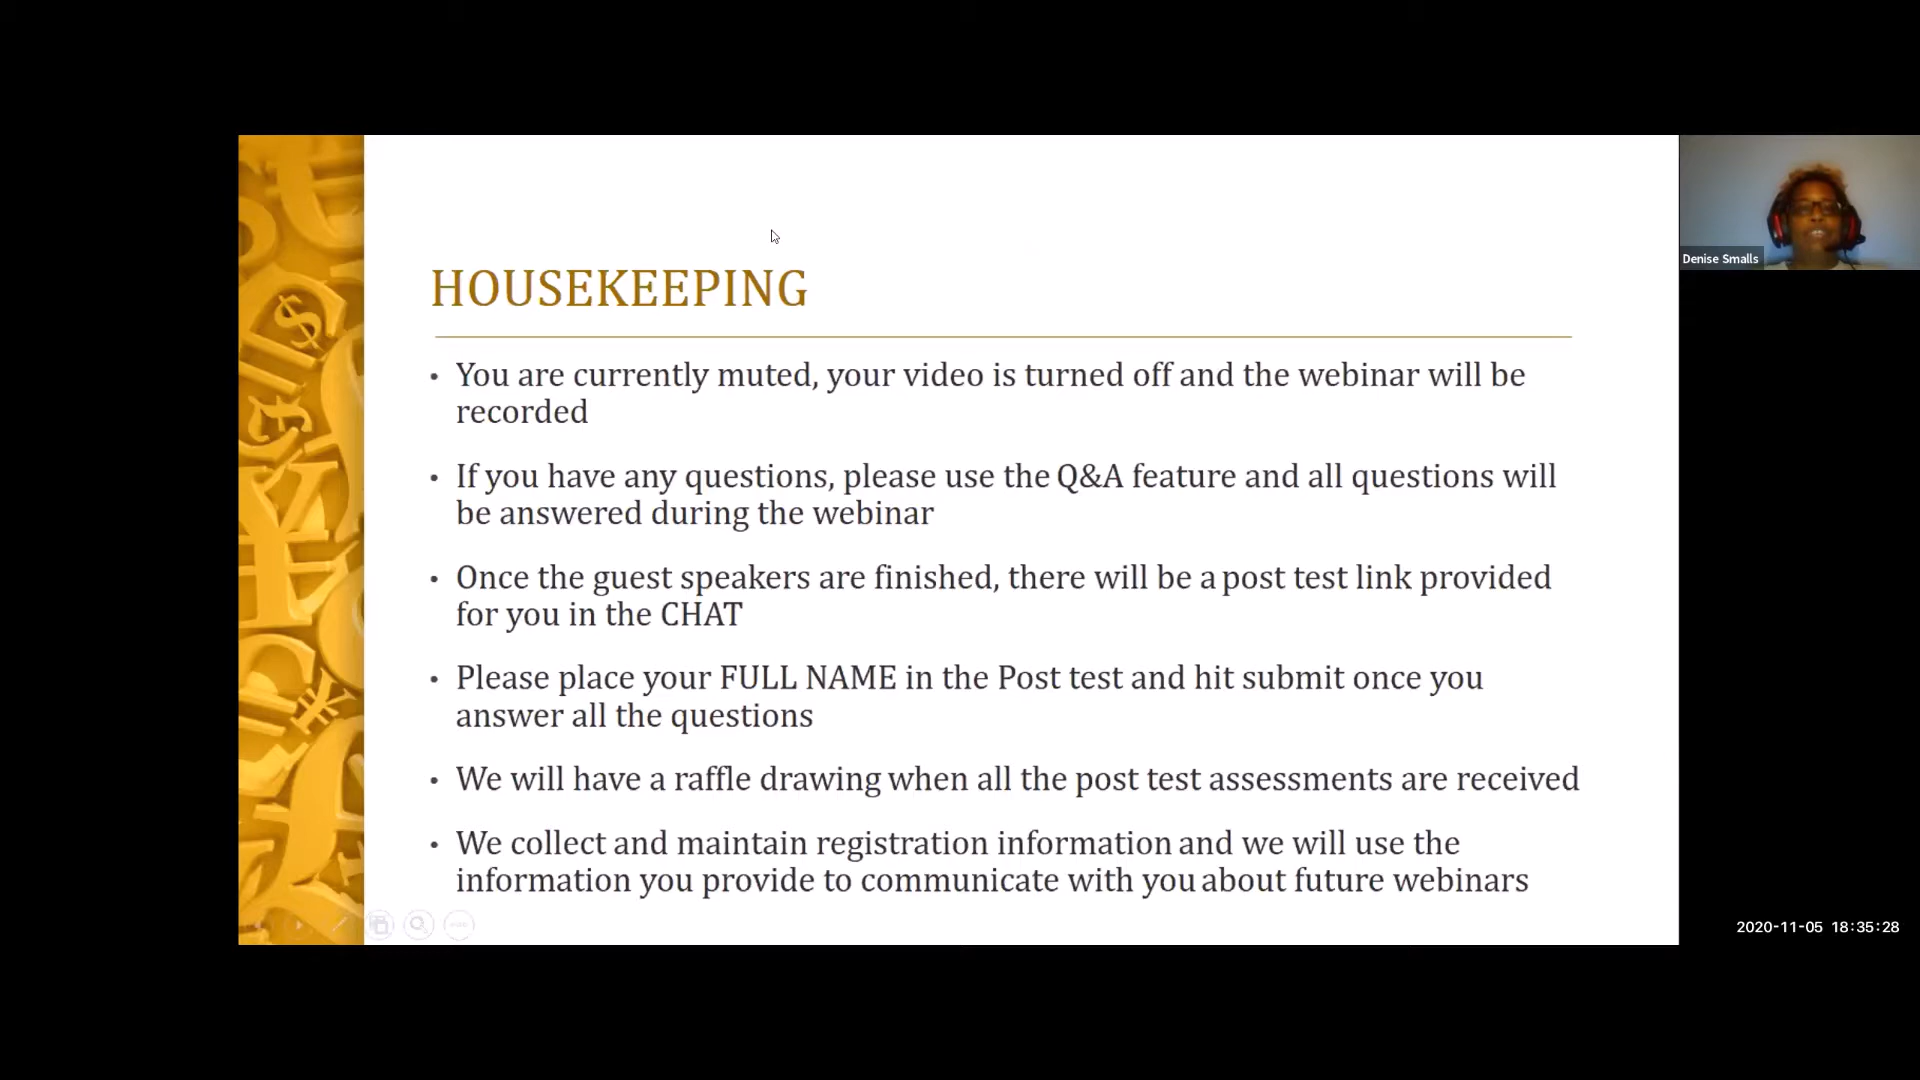 HOUSEKEEPING
• You are currently muted, your video is turned off and the webinar will be
recorded
• If you have any questions, please use the Q&A feature and all questions will
be answered during the webinar
• Once the guest speakers are finished, there will be a post test link provided
for you in the CHAT
• Please place your FULL NAME in the Post test and hit submit once you
answer all the questions
• We will have a raffle drawing when all the post test assessments are received
• We collect and maintain registration information and we will use the
information you provide to communicate with you about future webinars
Denise Smalls
2020-11-05 18:35:28